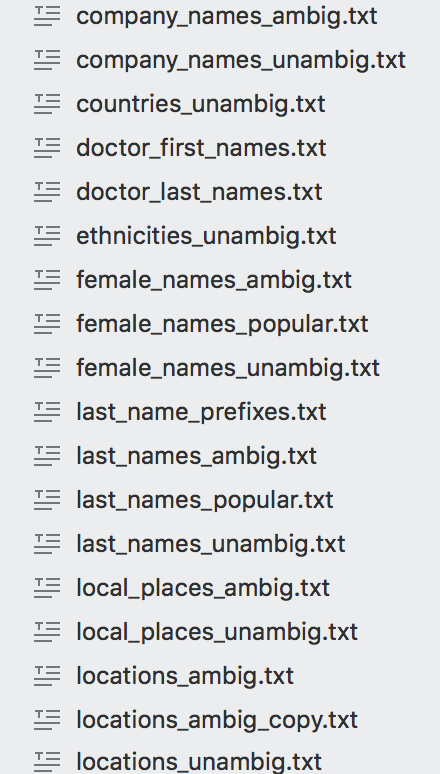 company_names_ambig.txt
company_names_unambig.txt
countries_unambig.txt
doctor_first_names.txt
doctor_last_names.txt
ethnicities_unambig.txt
female_names_ambig.txt
female_names_popular.txt
female_names_unambig.txt
last_name_prefixes.txt
last_names_ambig.txt
last_names_popular.txt
last_names_unambig.txt
local_places_ambig.txt
local_places_unambig.txt
locations_ambig.txt
locations_ambig_copy.txt
locations_unambig.txt